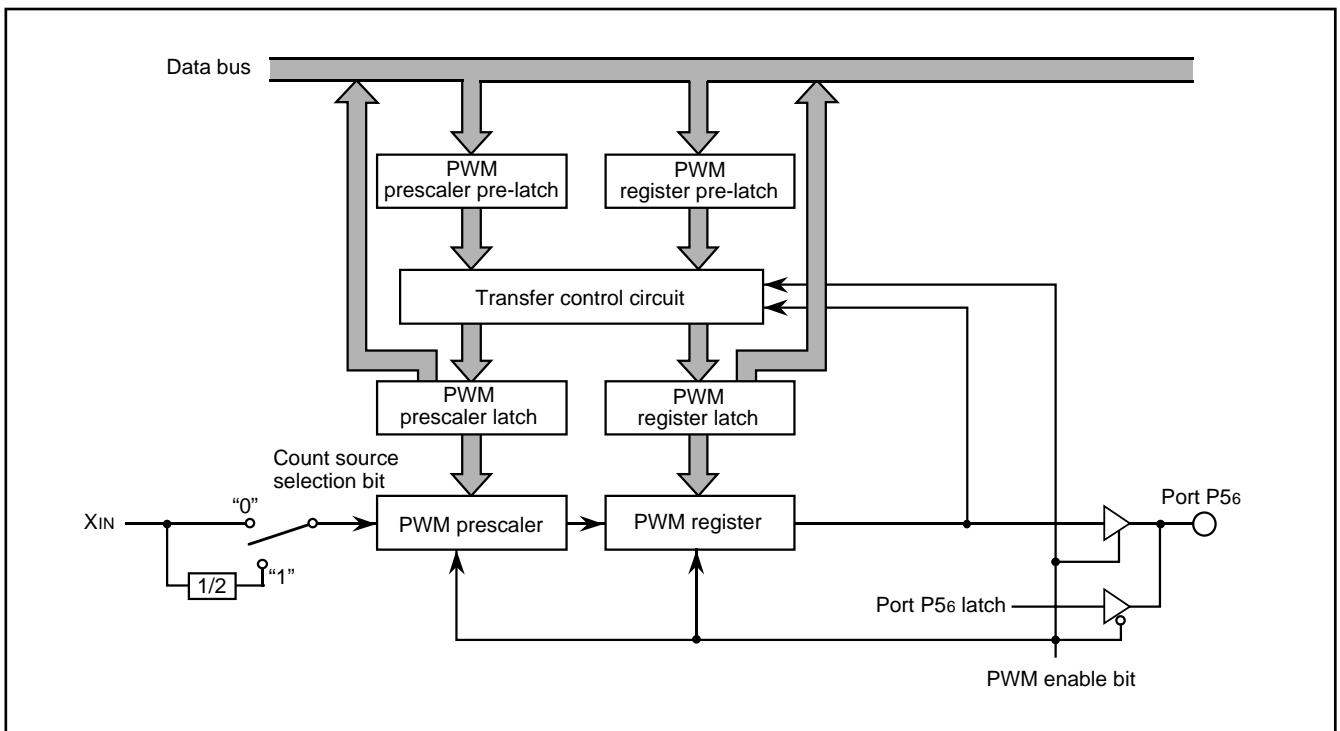 Data bus
PWM
prescaler pre-latch
PWM
register pre-latch
Transfer control circuit
PWM
prescaler latch
PWM
register latch
Count source
selection bit
XIN
“0”
“1”
1/2
PWM prescaler
PWM register
Port P56
Port P56 latch
PWM enable bit